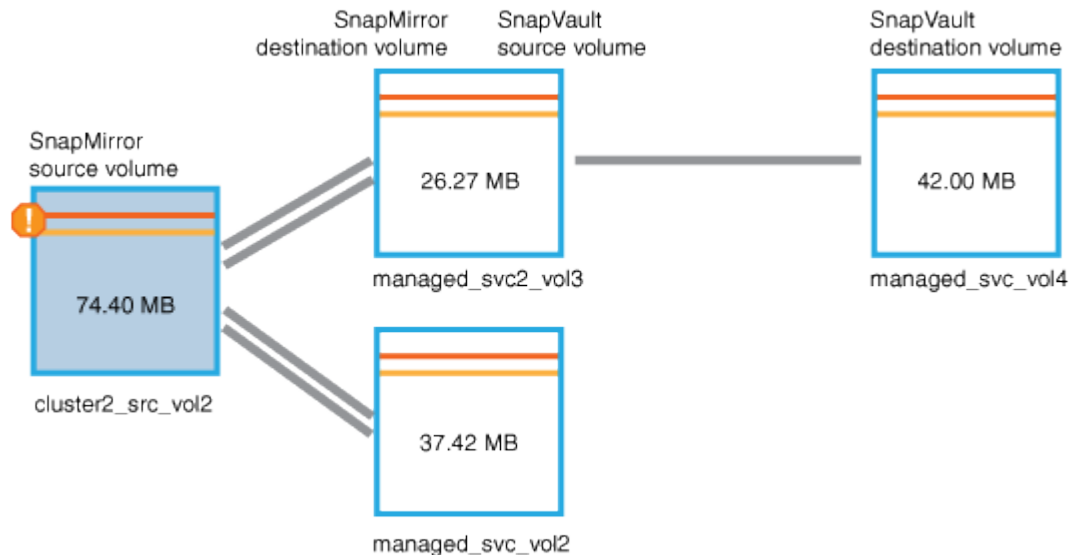 SnapMirror
destination volume
SnapVault
source volume
SnapVault
destination volume
SnapMirror
source volume
!
26.27 MB
42.00 MB
managed_svc2_vol3
managed_svc_vol4
74.40 MB
cluster2_src_vol2
37.42 MB
managed_svc_vol2